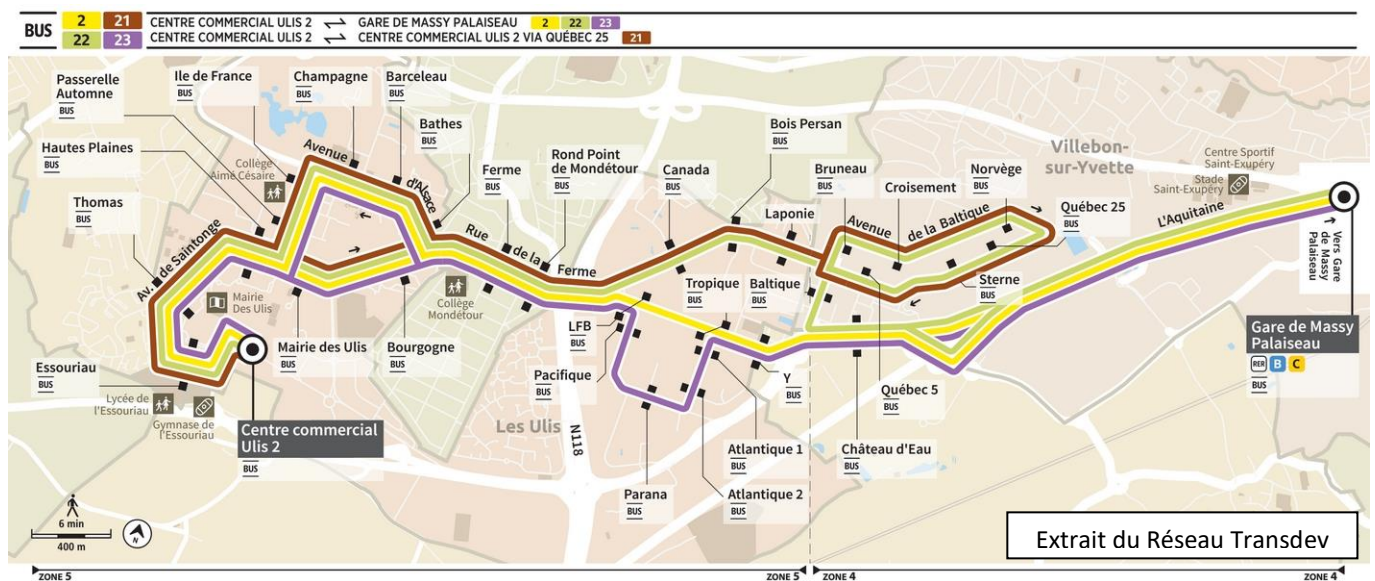 BUS
2 21 CENTRE COMMERCIAL ULIS 2 GARE DE MASSY PALAISEAU 2 22 23
22 23 CENTRE COMMERCIAL ULIS 2 CENTRE COMMERCIAL ULIS 2 VIA QUÉBEC 25 21
Passerelle
Automne
BUS
Ile de France
BUS
Champagne
BUS
Barceleau
BUS
Bathes
BUS
Hautes Plaines
BUS
Thomas
BUS
Collège
Aimé Césaire
Avenue
d'Alsace
Ferme
BUS
Rond Point
de Mondétour
BUS
Canada
BUS
Bois Persan
BUS
Laponie
Bruneau
BUS
Croisement
Norvège
BUS
Villebon-
sur-Yvette
Centre Sportif
Saint-Exupéry
Stade
Saint-Exupéry
Québec 25
BUS
Avenue
de la Baltique
L'Aquitaine
Vers Gare
de Massy
Palaiseau
Av. de Saintonge
Rue
de la
Ferme
Mairie
Des Ulis
Collège
Mondétour
Tropique
BUS
Baltique
BUS
Sterne
BUS
LFB
BUS
Mairie des Ulis
BUS
Bourgogne
BUS
Essouriau
BUS
Pacifique
BUS
Y
BUS
Québec 5
BUS
Gare de Massy
Palaiseau
RER B C
BUS
Lycée de
l'Essouriau
Gymnase de
l'Essouriau
Centre commercial
Ulis 2
BUS
Les Ulis
N118
Atlantique 1
BUS
Château d'Eau
BUS
Parana
BUS
Atlantique 2
BUS
6 min
400 m
N
Extrait du Réseau Transdev
ZONE 5 ZONE 5 ZONE 4 ZONE 4